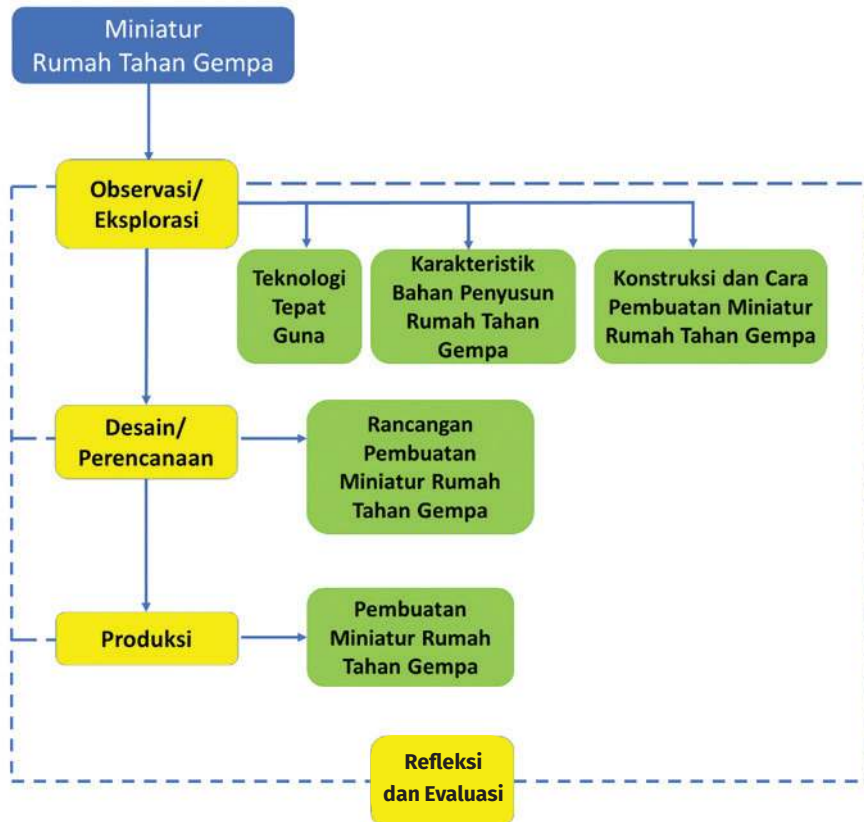 Miniatur
Rumah Tahan Gempa
Observasi/
Eksplorasi
Teknologi
Tepat
Guna
Karakteristik
Bahan Penyusun
Rumah Tahan
Gempa
Konstruksi dan Cara
Pembuatan Miniatur
Rumah Tahan Gempa
Desain/
Perencanaan
Rancangan
Pembuatan
Miniatur Rumah
Tahan Gempa
Produksi
Pembuatan
Miniatur Rumah
Tahan Gempa
Refleksi
dan Evaluasi